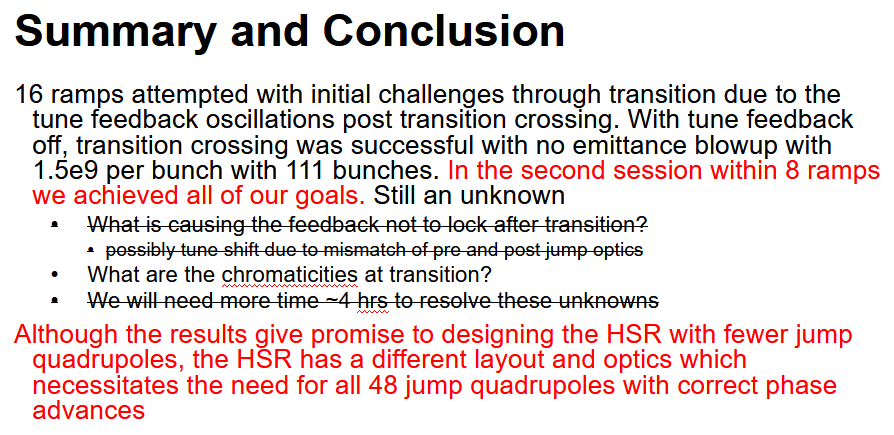 Summary and Conclusion
16 ramps attempted with initial challenges through transition due to the
tune feedback oscillations post transition crossing. With tune feedback
off, transition crossing was successful with no emittance blowup with
1.5e9 per bunch with 111 bunches. In the second session within 8 ramps
we achieved all of our goals. Still an unknown
• What is causing the feedback not to lock after transition?
• possibly tune shift due to mismatch of pre and post jump optics
• What are the chromaticities at transition?
• We will need more time ~4 hrs to resolve these unknowns
Although the results give promise to designing the HSR with fewer jump
quadrupoles, the HSR has a different layout and optics which
necessitates the need for all 48 jump quadrupoles with correct phase
advances